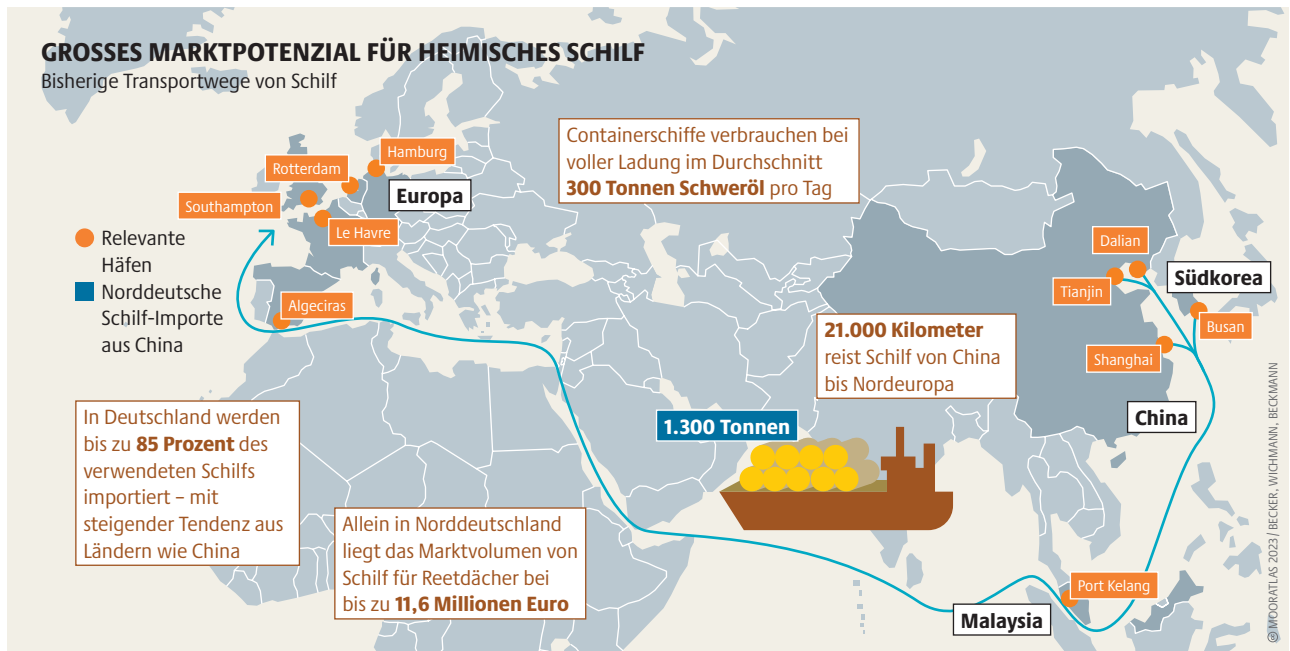 GROSSES MARKTPOTENZIAL FÜR HEIMISCHES SCHILF
Bisherige Transportwege von Schilf
Containerschiffe verbrauchen bei
voller Ladung im Durchschnitt
300 Tonnen Schweröl pro Tag
Hamburg
Rotterdam
Europa
Southampton
Le Havre
Relevante
Häfen
Norddeutsche
Schilf-Importe
aus China
Algeciras
Dalian
Südkorea
Tianjin
Busan
Shanghai
21.000 Kilometer
reist Schilf von China
bis Nordeuropa
China
1.300 Tonnen
In Deutschland werden
bis zu 85 Prozent des
verwendeten Schilfs
importiert – mit
steigender Tendenz aus
Ländern wie China
Allein in Norddeutschland
liegt das Marktvolumen von
Schilf für Reetdächer bei
bis zu 11,6 Millionen Euro
Port Kelang
Malaysia
© MOORATLAS 2023 / BECKER, WICHMANN, BECKMANN